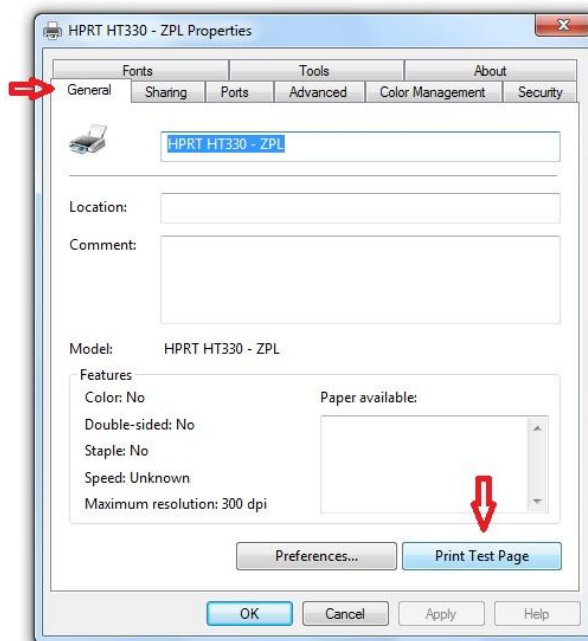 HPRT HT330 - ZPL Properties
Fonts Tools About
General Sharing Ports Advanced Color Management Security
HPRT HT330 - ZPL
Location:
Comment:
Model: HPRT HT330 - ZPL
Features
Color: No
Double-sided: No
Staple: No
Speed: Unknown
Maximum resolution: 300 dpi
Paper available:
Preferences... Print Test Page
OK Cancel Apply Help